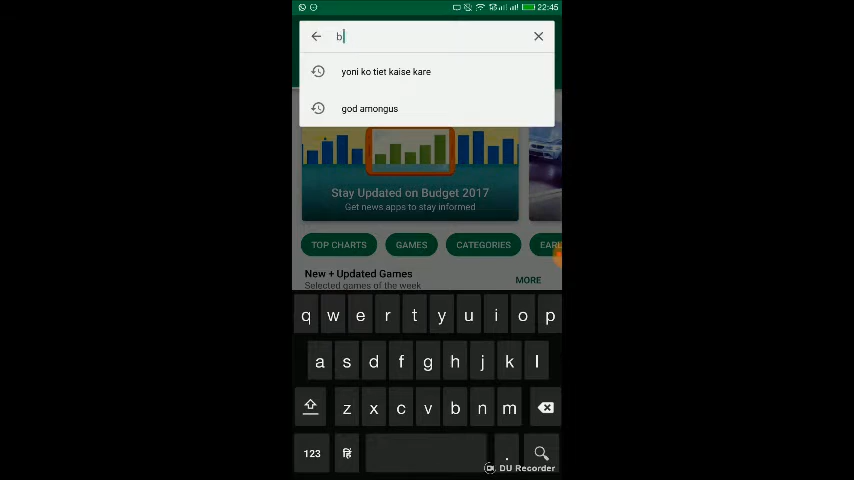 22:45
b
yoni ko tiet kaise kare
god amongus
Stay Updated on Budget 2017
Get news apps to stay informed
TOP CHARTS GAMES CATEGORIES EARL
New + Updated Games
Selected games of the week
MORE
q w e r t y u i o p
a s d f g h j k l
z x c v b n m
123 हिं .
DU Recorder